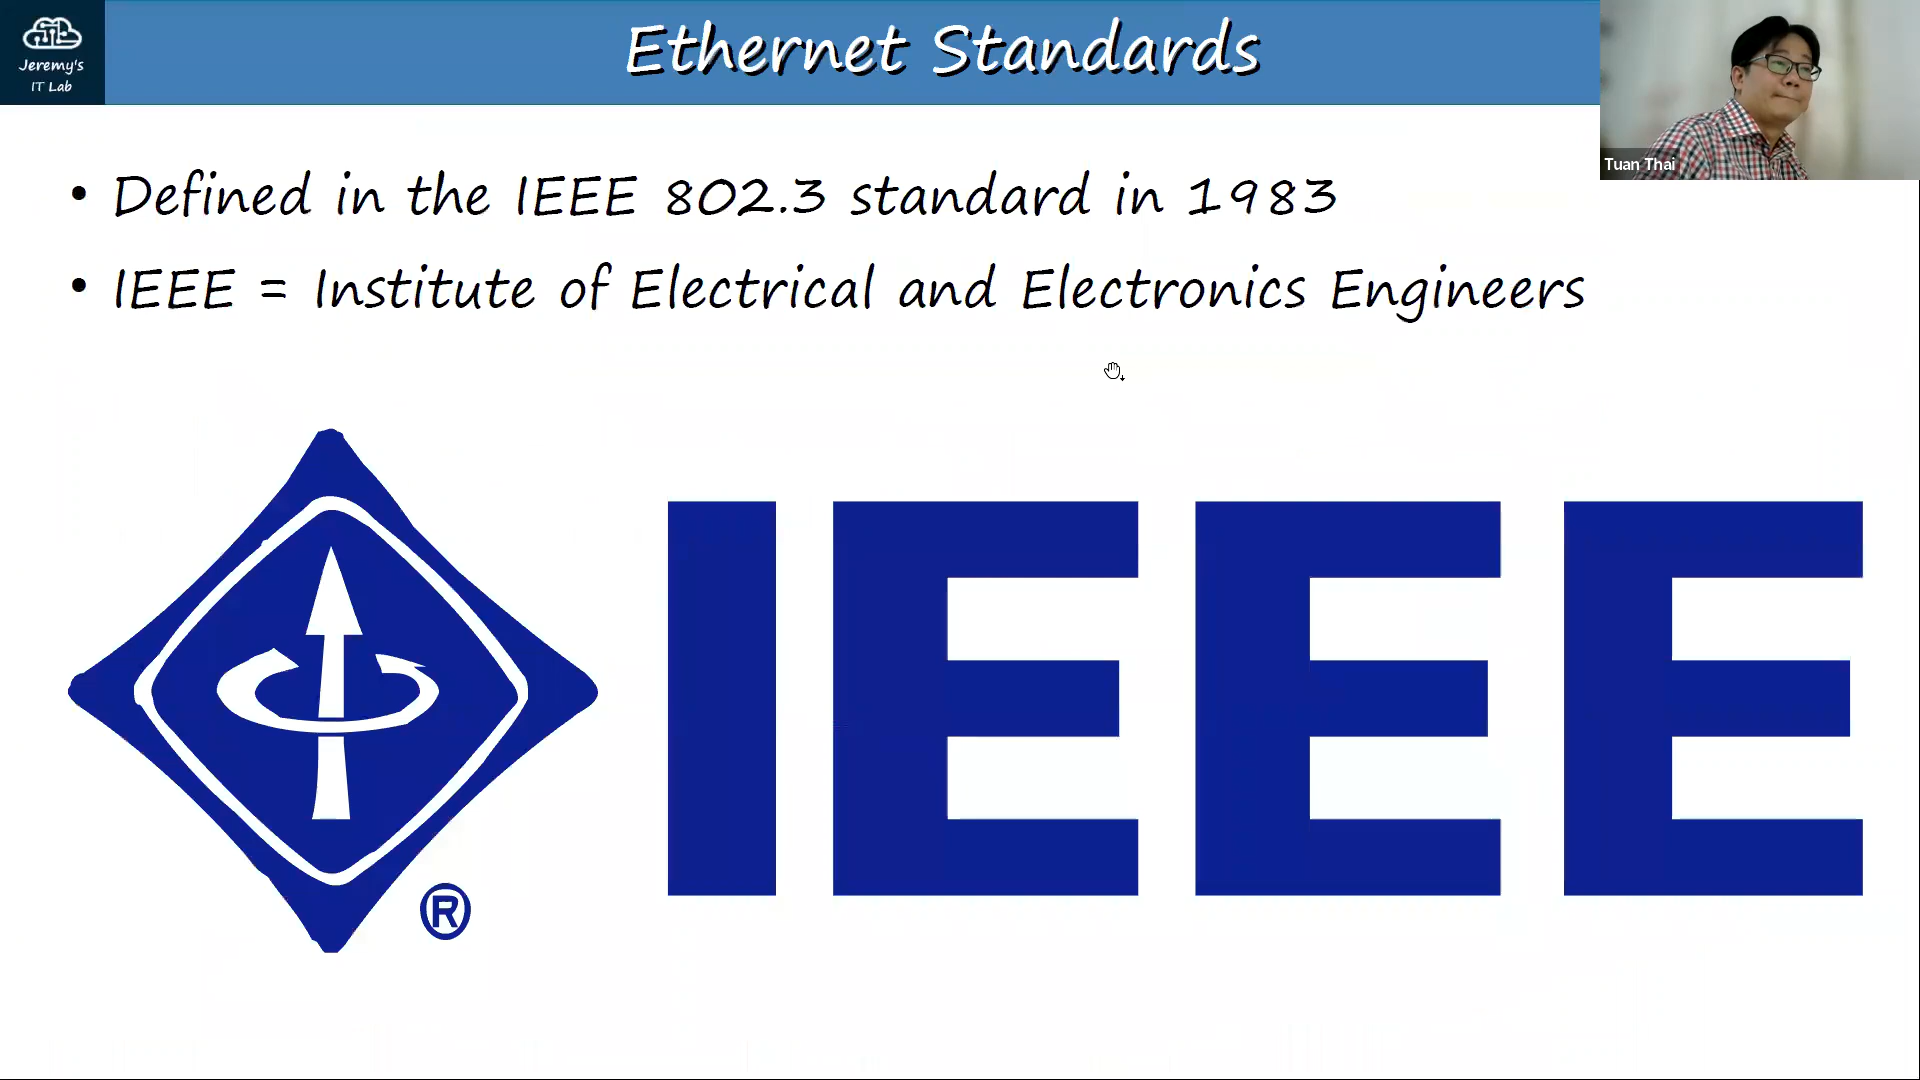 Jeremy's
IT Lab
Ethernet Standards
Tuan Thai
• Defined in the IEEE 802.3 standard in 1983
• IEEE = Institute of Electrical and Electronics Engineers
IEEE
®